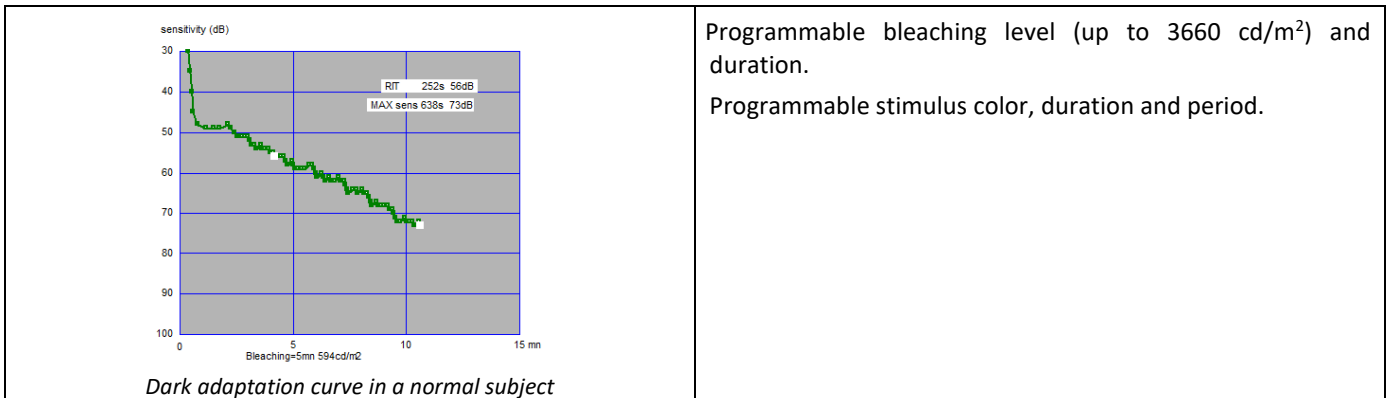 sensitivity (dB)
30
40
50
60
70
80
90
100
RIT 252s 56dB
MAX sens 638s 73dB
0 5 10 15 mn
Bleaching=5mn 594cd/m2
Dark adaptation curve in a normal subject
Programmable bleaching level (up to 3660 cd/m²) and
duration.
Programmable stimulus color, duration and period.